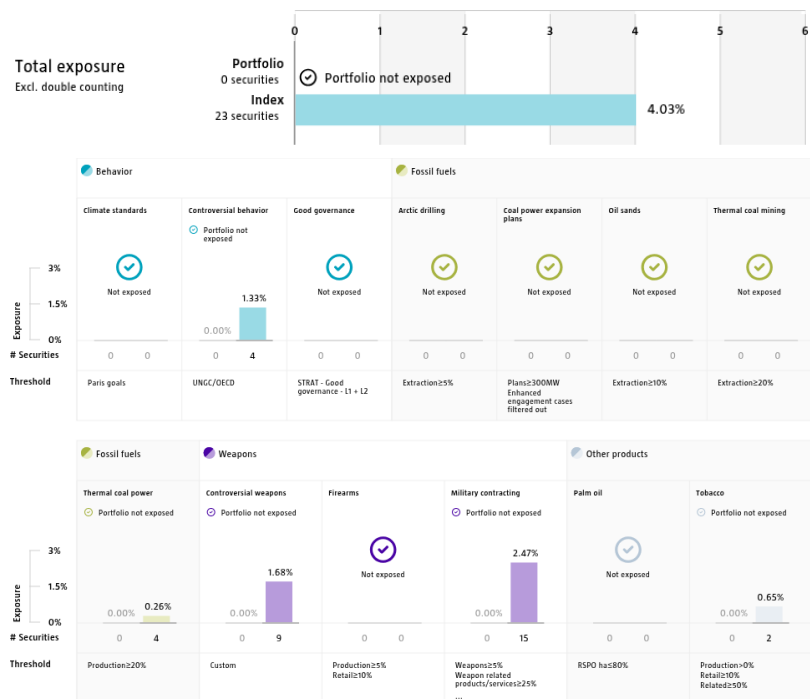 0 1 2 3 4 5 6
Total exposure
Excl. double counting
Portfolio
0 securities
Portfolio not exposed
Index
23 securities
4.03%
Behavior
Fossil fuels
Climate standards
Controversial behavior
Good governance
Arctic drilling
Coal power expansion
plans
Oil sands
Thermal coal mining
Portfolio not
exposed
Not exposed
Not exposed
Not exposed
Not exposed
Not exposed
Not exposed
Exposure
3%
1.5%
0%
0.00%
1.33%
# Securities
0 0
0 4
0 0
0 0
0 0
0 0
0 0
Threshold
Paris goals
UNGC/OECD
STRAT - Good
governance - L1 + L2
Extraction≥5%
Plans≥300MW
Enhanced
engagement cases
filtered out
Extraction≥10%
Extraction≥20%
Fossil fuels
Weapons
Other products
Thermal coal power
Controversial weapons
Firearms
Military contracting
Palm oil
Tobacco
Portfolio not exposed
Portfolio not exposed
Portfolio not exposed
Portfolio not exposed
Not exposed
Not exposed
Exposure
3%
1.5%
0%
0.00%
0.26%
0.00%
1.68%
0.00%
2.47%
0.00%
0.65%
# Securities
0 4
0 9
0 0
0 15
0 0
0 2
Threshold
Production≥20%
Custom
Production≥5%
Retail≥10%
Weapons≥5%
Weapon related
products/services≥25%
RSPO ha≤80%
Production>0%
Retail≥10%
Related≥50%